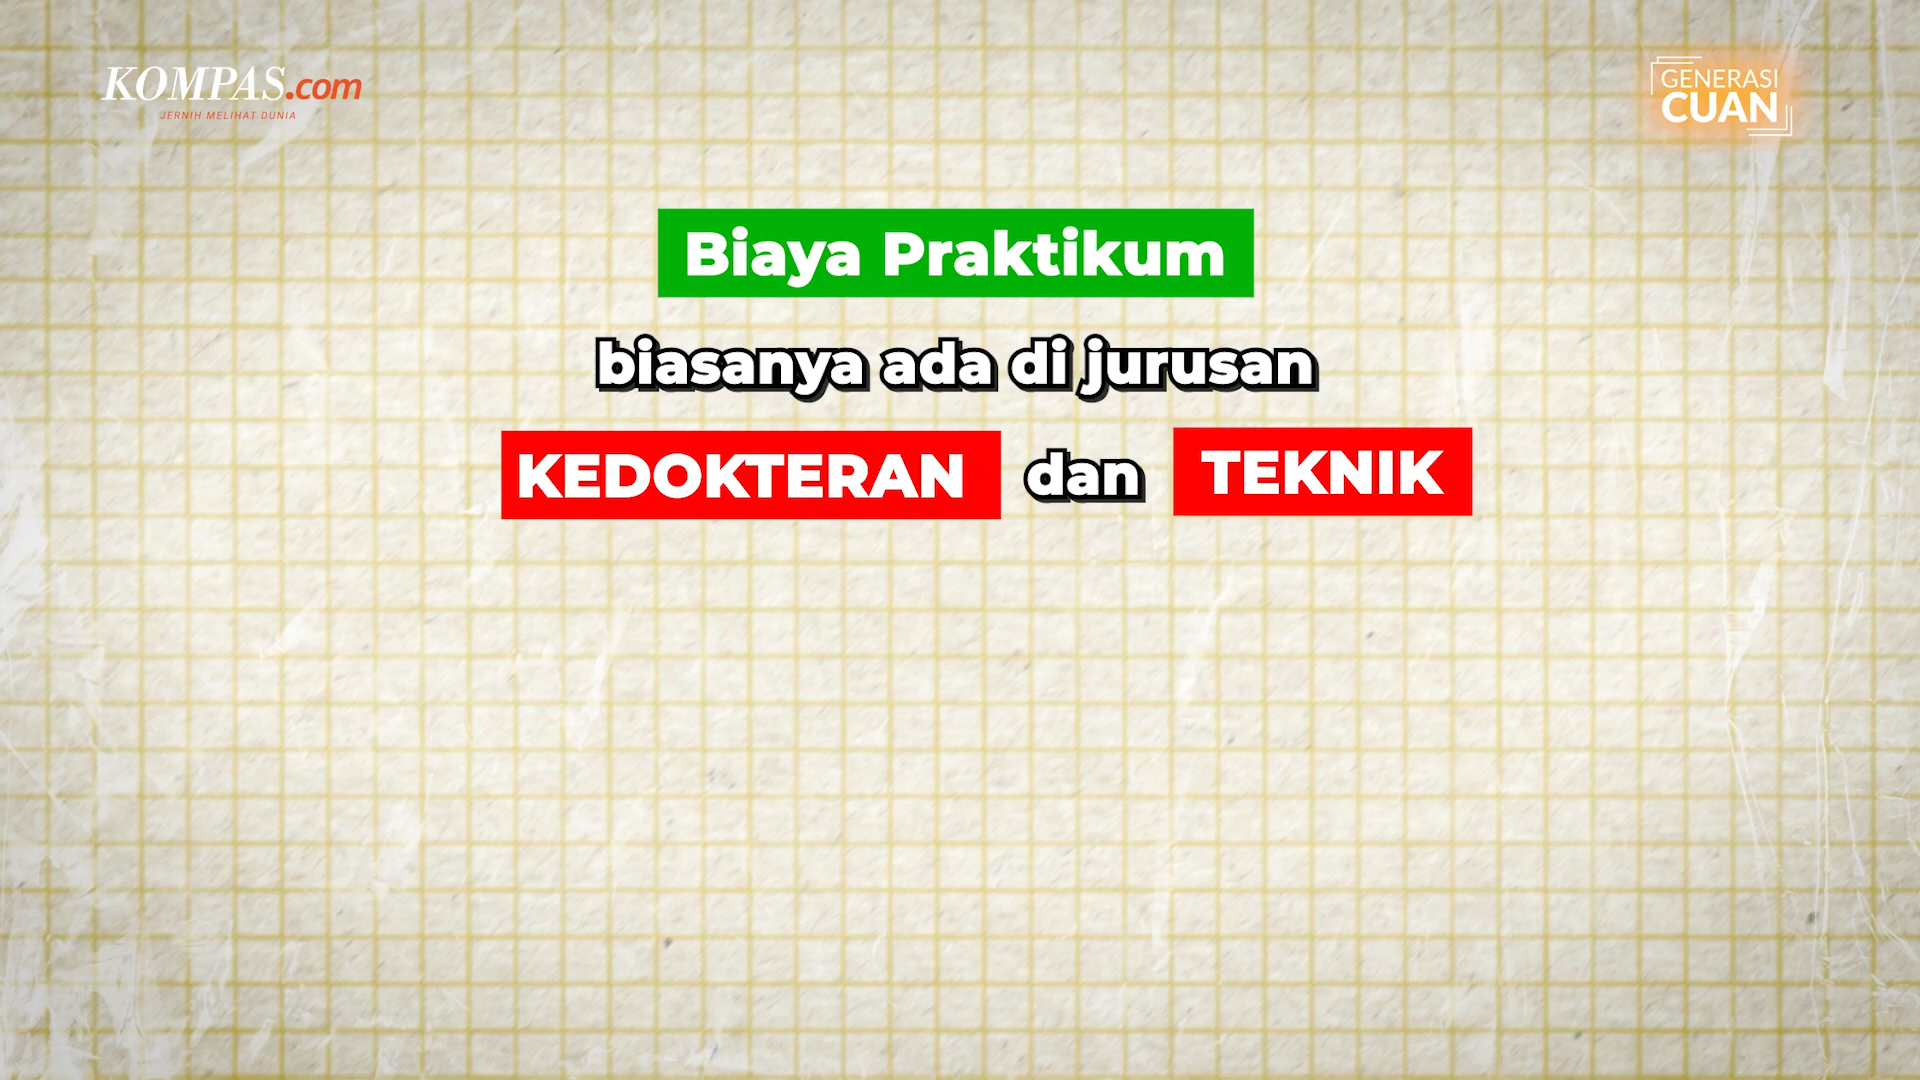 KOMPAS.com
JERNIH MELIHAT DUNIA
GENERASI
CUAN
Biaya Praktikum
biasanya ada di jurusan
KEDOKTERAN dan TEKNIK